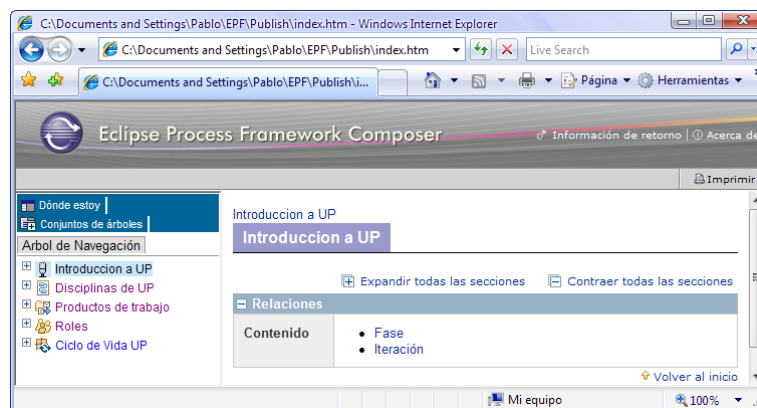 C:\Documents and Settings\Pablo\EPF\Publish\index.htm - Windows Internet Explorer
C:\Documents and Settings\Pablo\EPF\Publish\index.htm
Live Search
C:\Documents and Settings\Pablo\EPF\Publish\i...
Página
Herramientas
Eclipse Process Framework Composer
Información de retorno | Acerca de
Imprimir
Dónde estoy
Conjuntos de árboles
Arbol de Navegación
Introduccion a UP
Disciplinas de UP
Productos de trabajo
Roles
Ciclo de Vida UP
Introduccion a UP
Introduccion a UP
Expandir todas las secciones Contraer todas las secciones
Relaciones
Contenido
Fase
Iteración
Volver al inicio
Mi equipo 100%